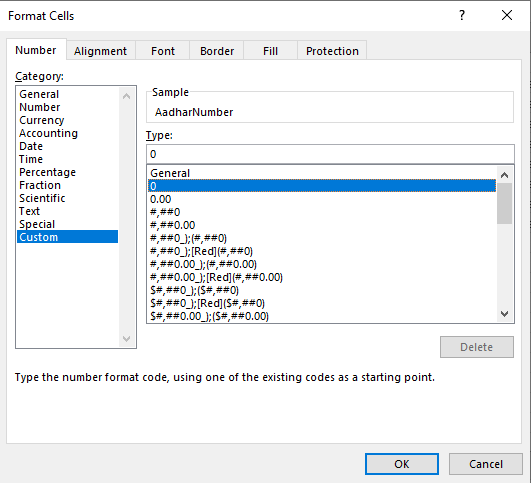 Format Cells ? ×
Number Alignment Font Border Fill Protection
Category:
General
Number
Currency
Accounting
Date
Time
Percentage
Fraction
Scientific
Text
Special
Custom
Sample
AadharNumber
Type:
0
General
0
0.00
#,##0
#,##0.00
#,##0_);(#,##0)
#,##0_);[Red](#,##0)
#,##0.00_);(#,##0.00)
#,##0.00_);[Red](#,##0.00)
$#,##0_);($#,##0)
$#,##0_);[Red]($#,##0)
$#,##0.00_);($#,##0.00)
Delete
Type the number format code, using one of the existing codes as a starting point.
OK Cancel